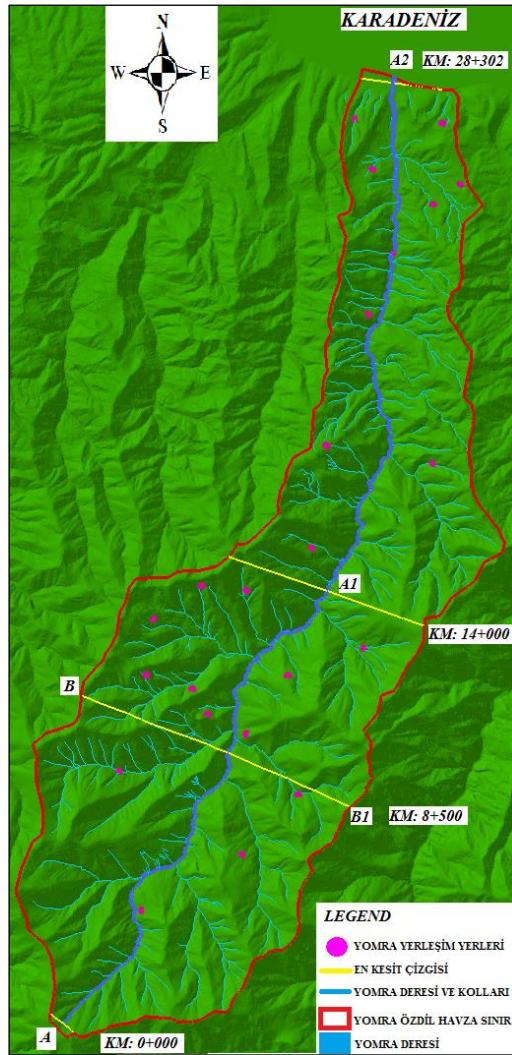 KARADENİZ
N
W E
S
A2 KM: 28+302
A1
KM: 14+000
B
B1 KM: 8+500
LEGEND
YOMRA YERLEŞİM YERLERİ
EN KESİT ÇİZGİSİ
YOMRA DERESİ VE KOLLARI
YOMRA ÖZDİL HAVZA SINIR
YOMRA DERESİ
A KM: 0+000